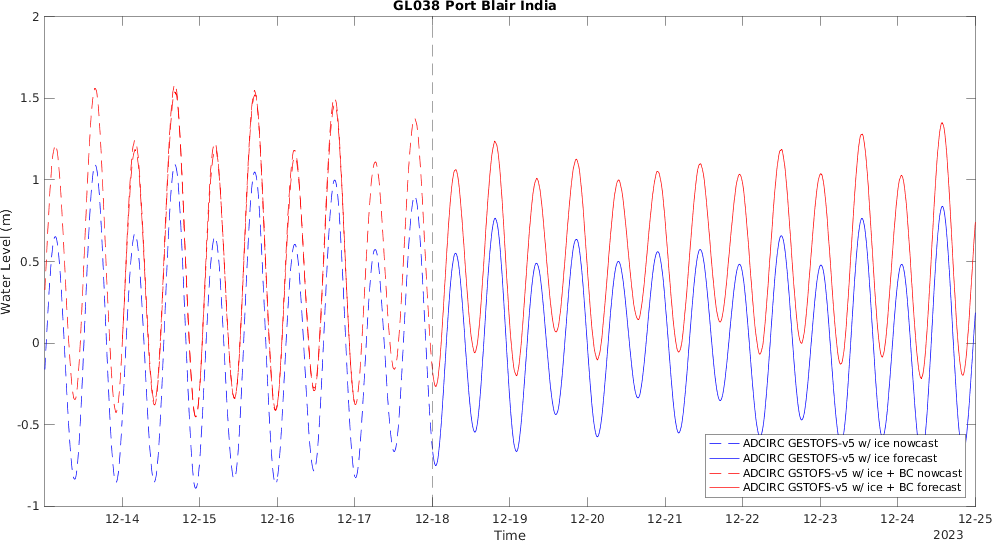 GL038 Port Blair India
2
1.5
1
0.5
0
-0.5
-1
Water Level (m)
12-14 12-15 12-16 12-17 12-18 12-19 12-20 12-21 12-22 12-23 12-24 12-25
Time
2023
ADCIRC GESTOFS-v5 w/ ice nowcast
ADCIRC GESTOFS-v5 w/ ice forecast
ADCIRC GSTOFS-v5 w/ ice + BC nowcast
ADCIRC GSTOFS-v5 w/ ice + BC forecast